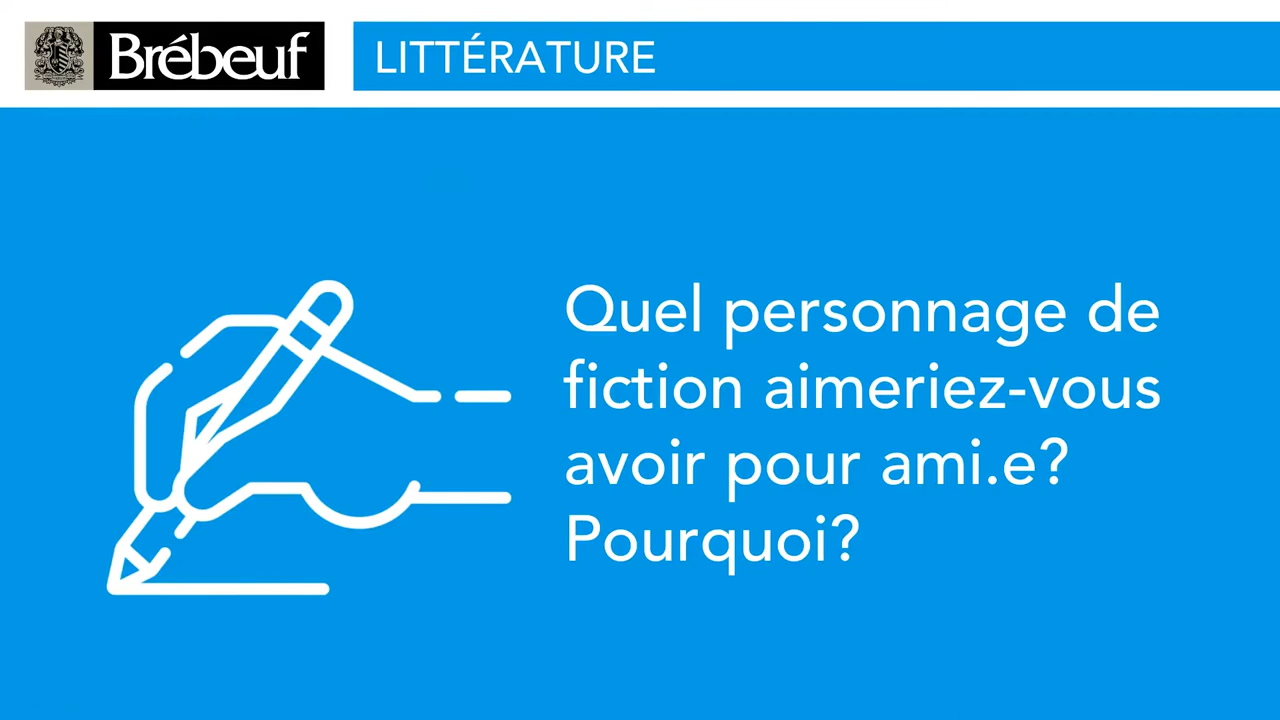 Brébeuf
LITTÉRATURE
Quel personnage de
fiction aimeriez-vous
avoir pour ami.e?
Pourquoi?